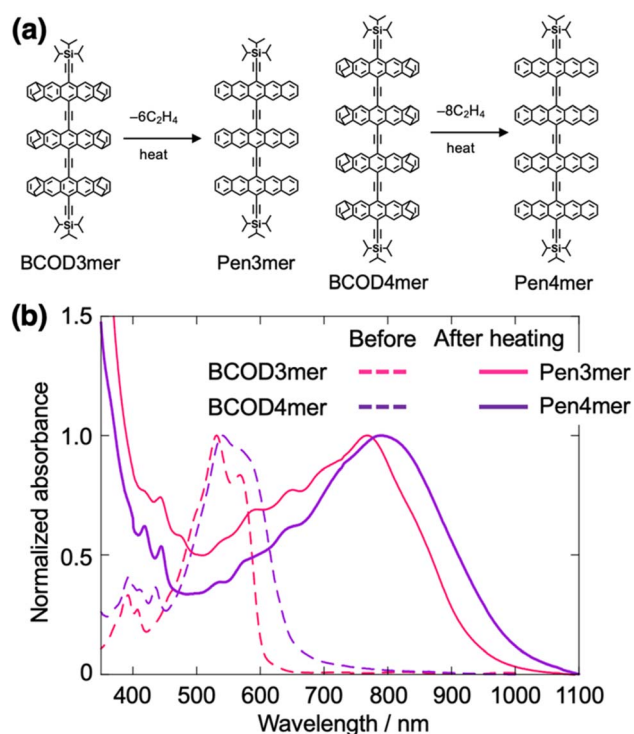 (a)
Si
Si
Si
Si
–6C₂H₄
heat
–8C₂H₄
heat
Si
Si
Si
Si
BCOD3mer
Pen3mer
BCOD4mer
Pen4mer
(b)
1.5
1.0
0.5
0
Normalized absorbance
Before After heating
BCOD3mer Pen3mer
BCOD4mer Pen4mer
400 500 600 700 800 900 1000 1100
Wavelength / nm